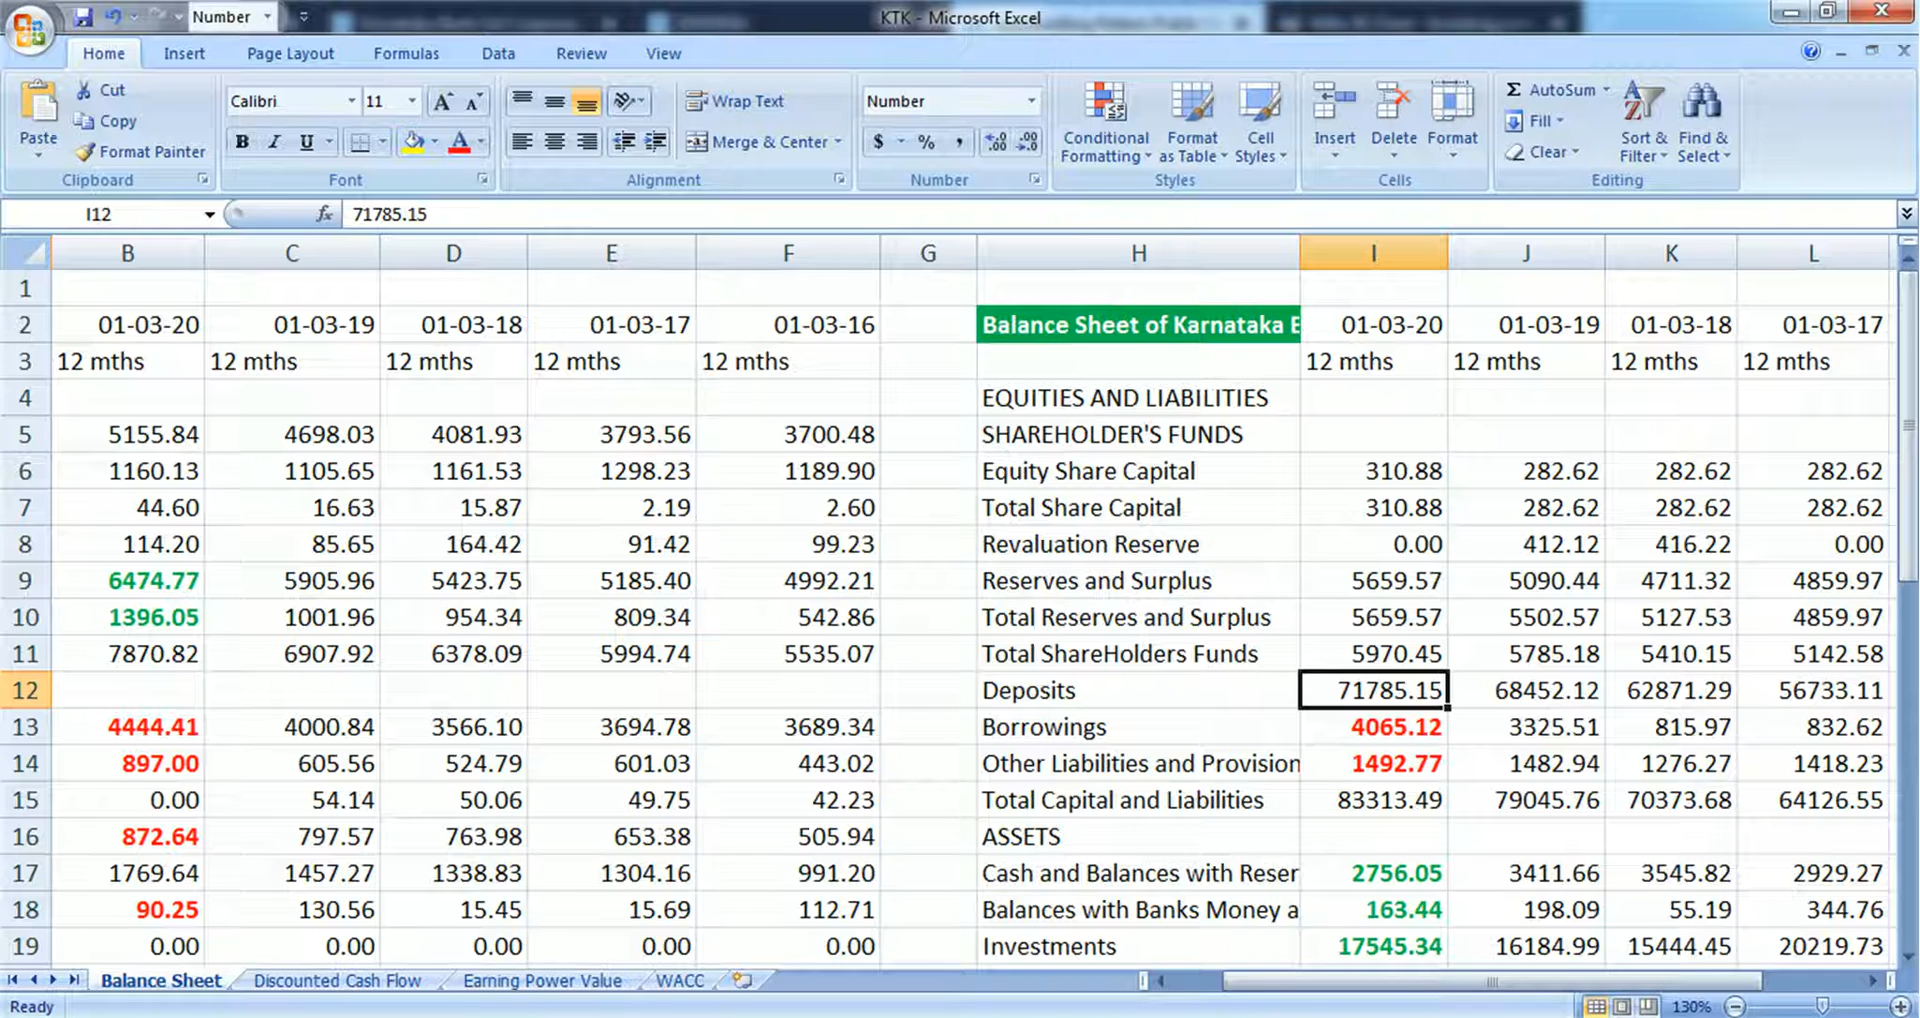 Number
KTK - Microsoft Excel
Home Insert Page Layout Formulas Data Review View
Paste
Cut
Copy
Format Painter
Clipboard
Calibri 11
B I U
Font
Wrap Text
Merge & Center
Alignment
Number
$ % ,
Number
Conditional Formatting
Format as Table
Cell Styles
Styles
Insert Delete Format
Cells
Σ AutoSum
Fill
Clear
Sort & Filter
Find & Select
Editing
I12 fx 71785.15
B C D E F G H I J K L
1
2 01-03-20 01-03-19 01-03-18 01-03-17 01-03-16 Balance Sheet of Karnataka 01-03-20 01-03-19 01-03-18 01-03-17
3 12 mths 12 mths 12 mths 12 mths 12 mths 12 mths 12 mths 12 mths 12 mths
4 EQUITIES AND LIABILITIES
5 5155.84 4698.03 4081.93 3793.56 3700.48 SHAREHOLDER'S FUNDS
6 1160.13 1105.65 1161.53 1298.23 1189.90 Equity Share Capital 310.88 282.62 282.62 282.62
7 44.60 16.63 15.87 2.19 2.60 Total Share Capital 310.88 282.62 282.62 282.62
8 114.20 85.65 164.42 91.42 99.23 Revaluation Reserve 0.00 412.12 416.22 0.00
9 6474.77 5905.96 5423.75 5185.40 4992.21 Reserves and Surplus 5659.57 5090.44 4711.32 4859.97
10 1396.05 1001.96 954.34 809.34 542.86 Total Reserves and Surplus 5659.57 5502.57 5127.53 4859.97
11 7870.82 6907.92 6378.09 5994.74 5535.07 Total ShareHolders Funds 5970.45 5785.18 5410.15 5142.58
12 Deposits 71785.15 68452.12 62871.29 56733.11
13 4444.41 4000.84 3566.10 3694.78 3689.34 Borrowings 4065.12 3325.51 815.97 832.62
14 897.00 605.56 524.79 601.03 443.02 Other Liabilities and Provision 1492.77 1482.94 1276.27 1418.23
15 0.00 54.14 50.06 49.75 42.23 Total Capital and Liabilities 83313.49 79045.76 70373.68 64126.55
16 872.64 797.57 763.98 653.38 505.94 ASSETS
17 1769.64 1457.27 1338.83 1304.16 991.20 Cash and Balances with Reser 2756.05 3411.66 3545.82 2929.27
18 90.25 130.56 15.45 15.69 112.71 Balances with Banks Money a 163.44 198.09 55.19 344.76
19 0.00 0.00 0.00 0.00 0.00 Investments 17545.34 16184.99 15444.45 20219.73
Balance Sheet Discounted Cash Flow Earning Power Value WACC
Ready 130%